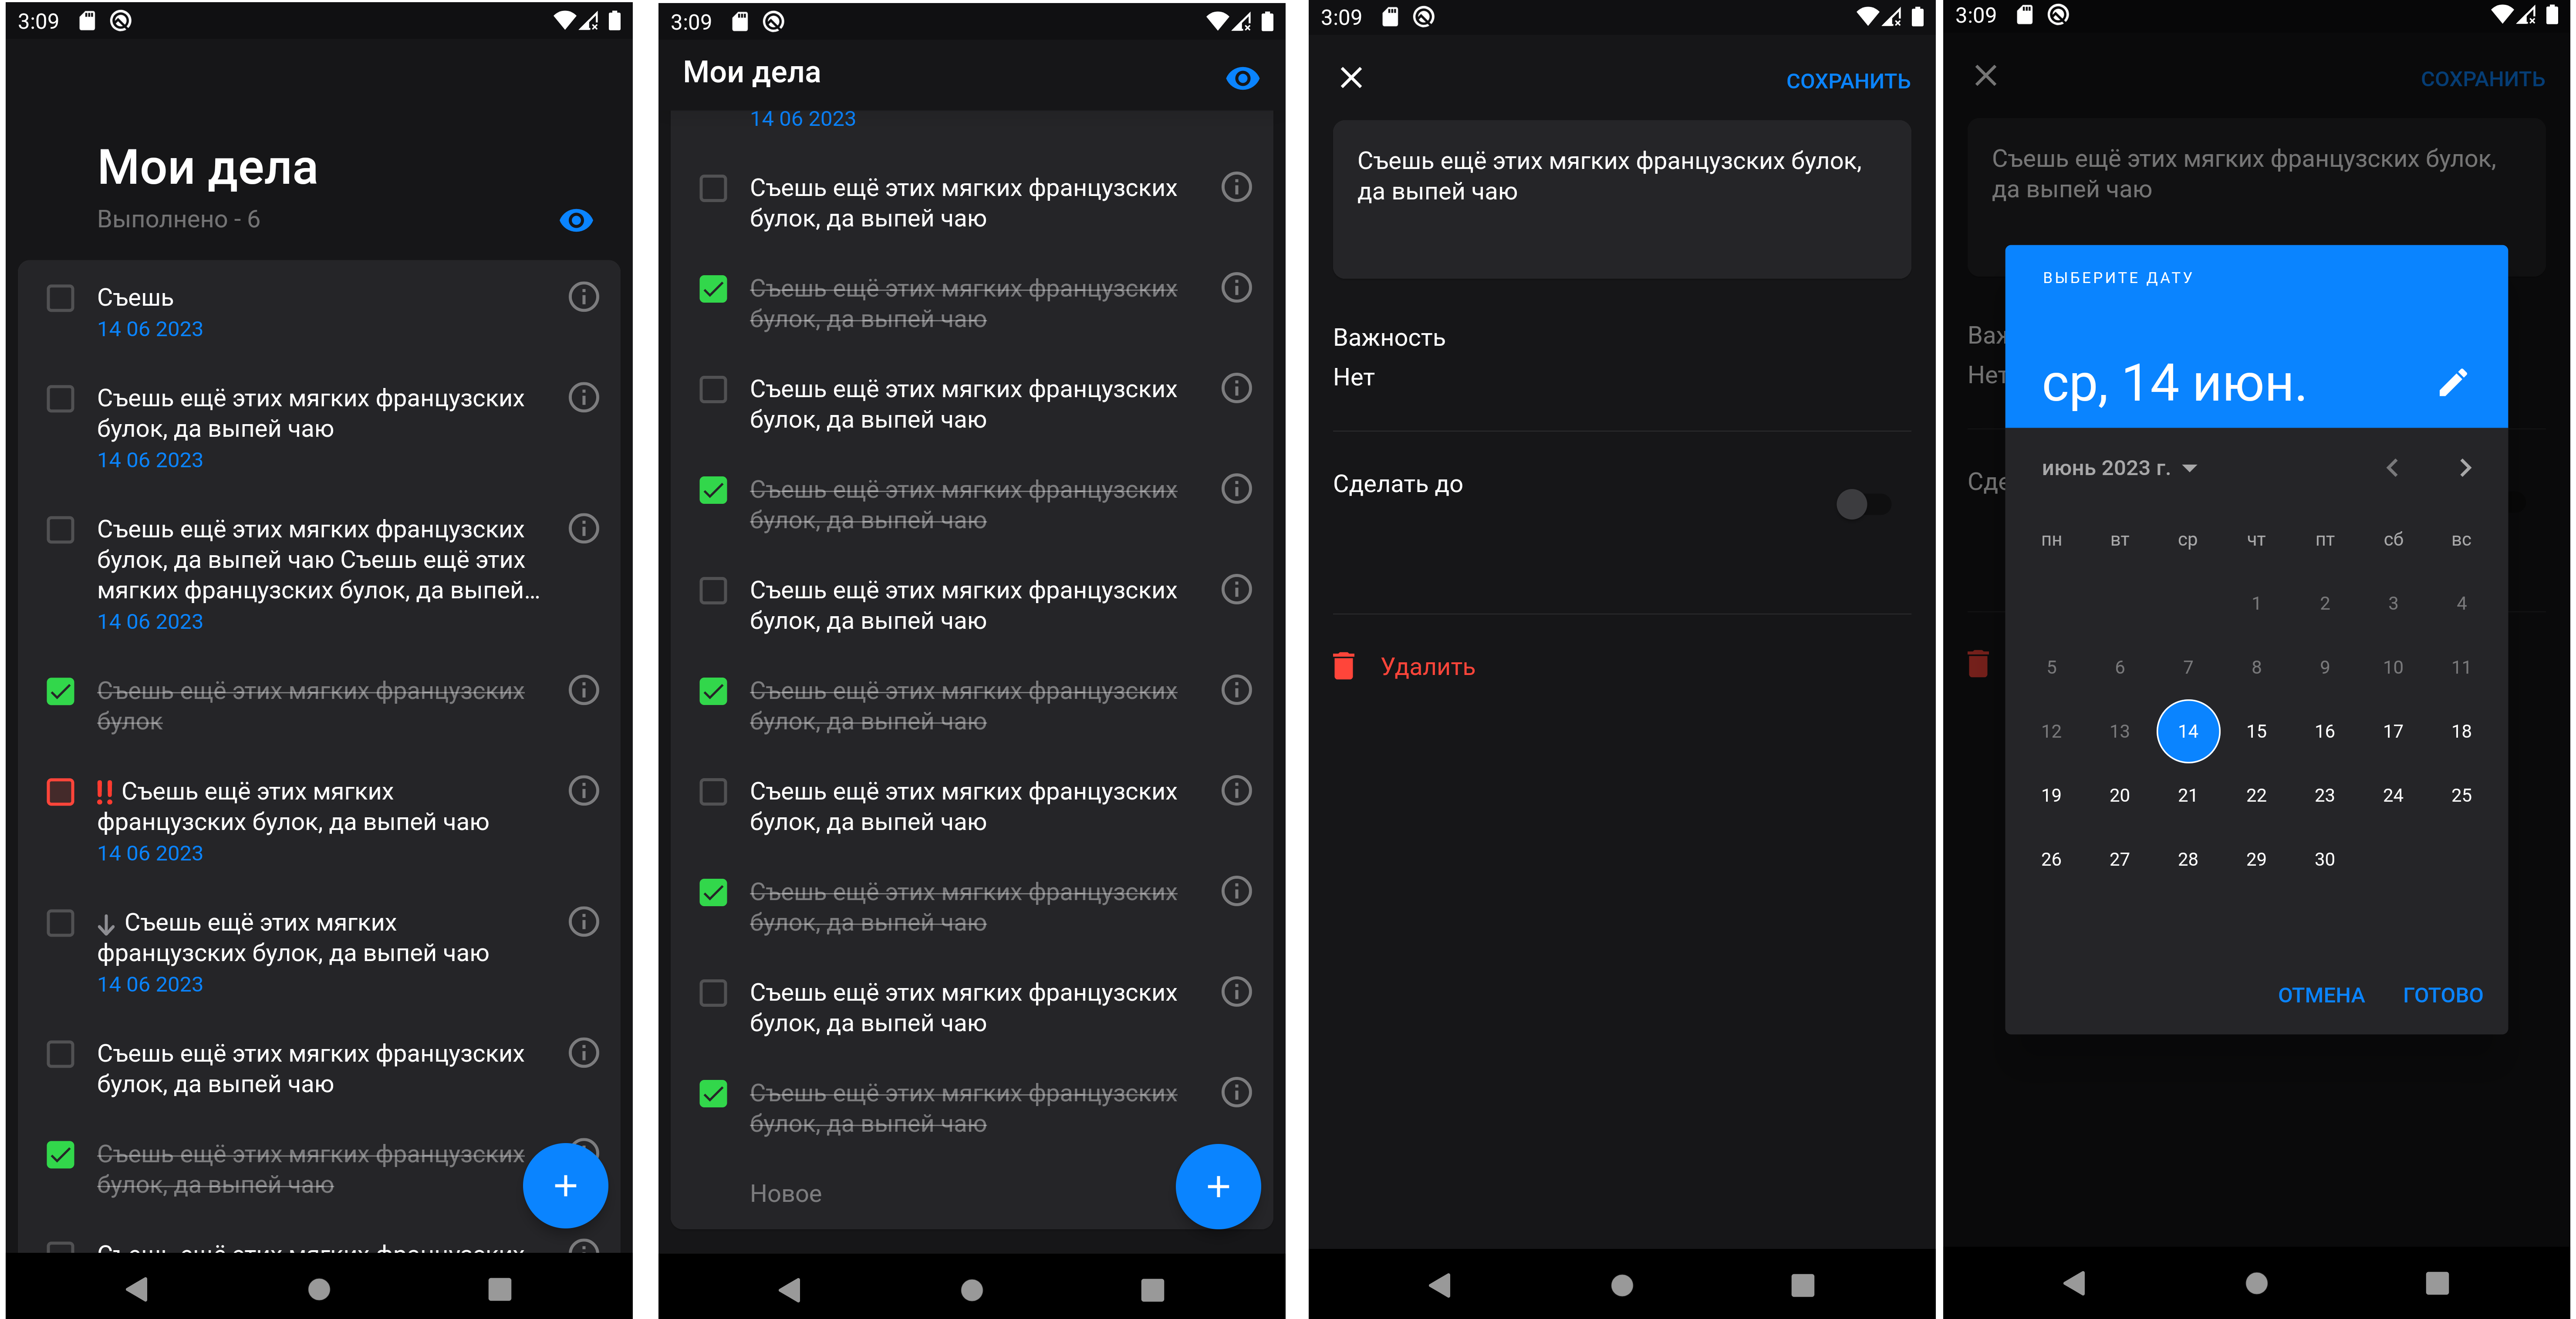 3:09
Мои дела
Выполнено - 6
Съешь
14 06 2023
Съешь ещё этих мягких французских
булок, да выпей чаю
14 06 2023
Съешь ещё этих мягких французских
булок, да выпей чаю Съешь ещё этих
мягких французских булок, да выпей...
14 06 2023
Съешь ещё этих мягких французских
булок
!! Съешь ещё этих мягких
французских булок, да выпей чаю
14 06 2023
Съешь ещё этих мягких
французских булок, да выпей чаю
14 06 2023
Съешь ещё этих мягких французских
булок, да выпей чаю
Съешь ещё этих мягких французских
булок, да выпей чаю
Съешь ещё этих мягких французских
3:09
Мои дела
14 06 2023
Съешь ещё этих мягких французских
булок, да выпей чаю
Съешь ещё этих мягких французских
булок, да выпей чаю
Съешь ещё этих мягких французских
булок, да выпей чаю
Съешь ещё этих мягких французских
булок, да выпей чаю
Съешь ещё этих мягких французских
булок, да выпей чаю
Съешь ещё этих мягких французских
булок, да выпей чаю
Съешь ещё этих мягких французских
булок, да выпей чаю
Съешь ещё этих мягких французских
булок, да выпей чаю
Съешь ещё этих мягких французских
булок, да выпей чаю
Съешь ещё этих мягких французских
булок, да выпей чаю
Новое
3:09
СОХРАНИТЬ
Съешь ещё этих мягких французских булок,
да выпей чаю
Важность
Нет
Сделать до
Удалить
3:09
СОХРАНИТЬ
Съешь ещё этих мягких французских булок,
да выпей чаю
Важ
Нет
Сде
ВЫБЕРИТЕ ДАТУ
ср, 14 июн.
июнь 2023 г.
пн вт ср чт пт сб вс
1 2 3 4
5 6 7 8 9 10 11
12 13 14 15 16 17 18
19 20 21 22 23 24 25
26 27 28 29 30
ОТМЕНА ГОТОВО